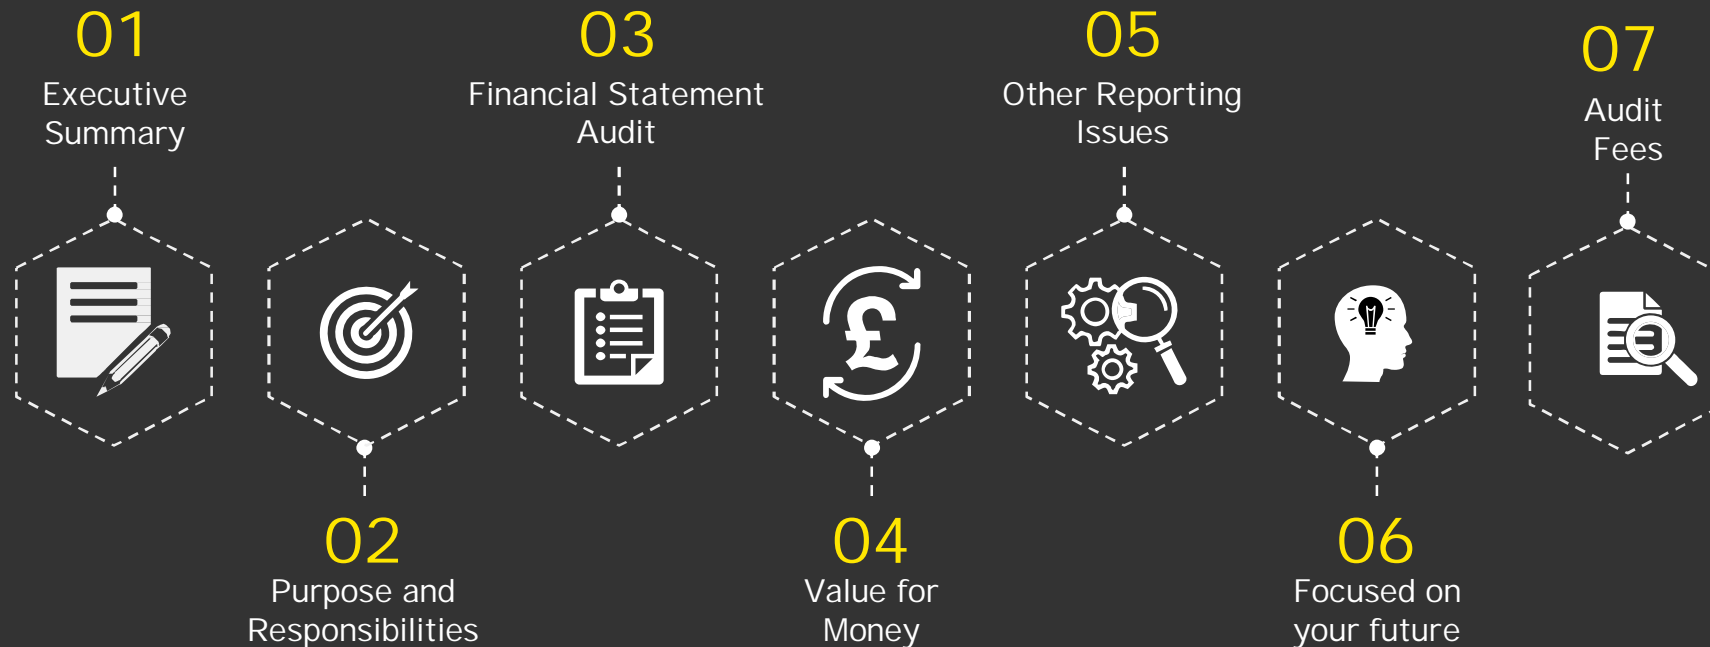 01
Executive
Summary
02
Purpose and
Responsibilities
03
Financial Statement
Audit
04
Value for
Money
05
Other Reporting
Issues
06
Focused on
your future
07
Audit
Fees